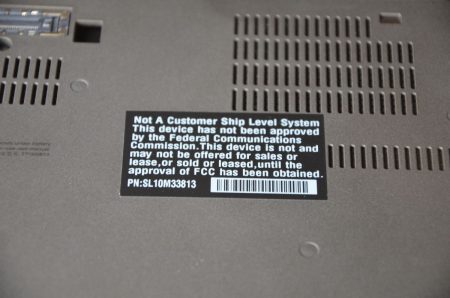 Not A Customer Ship Level System
This device has not been approved
by the Federal Communications
Commission.This device is not and
may not be offered for sales or
lease,or sold or leased,until the
approval of FCC has been obtained.
PN:SL10M33813